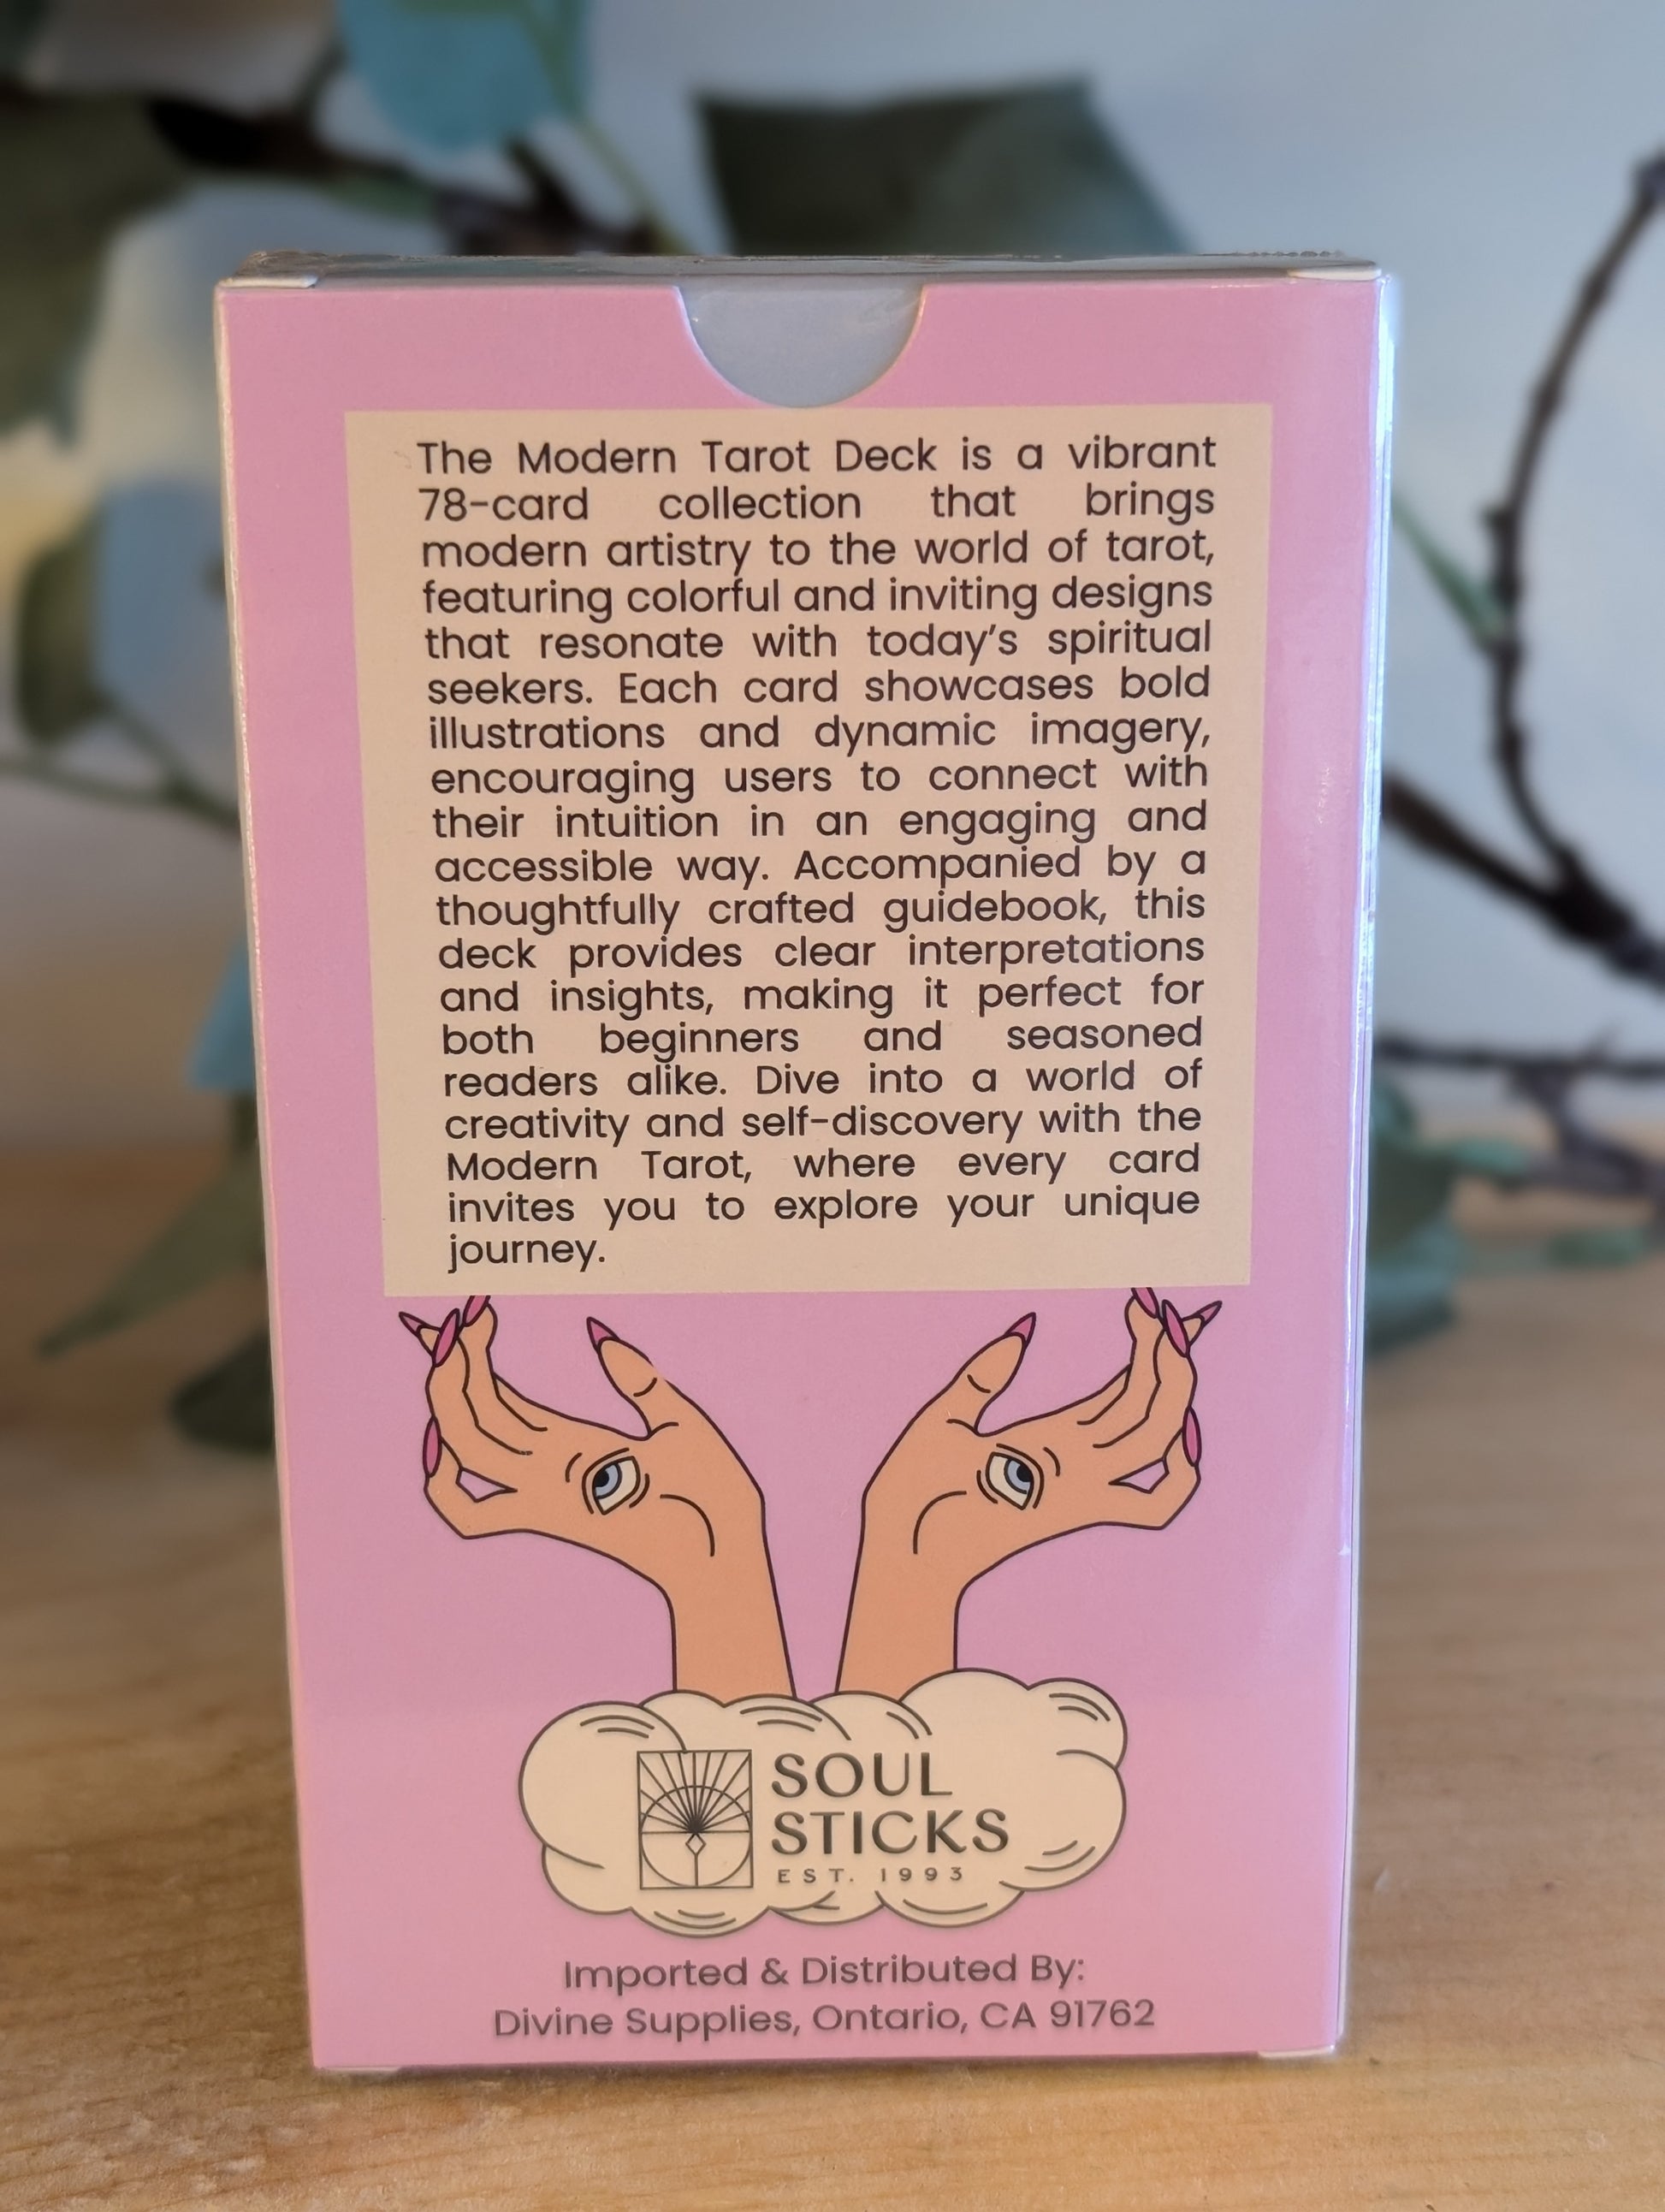 The Modern Tarot Deck is a vibrant
78-card collection that brings
modern artistry to the world of tarot,
featuring colorful and inviting designs
that resonate with today's spiritual
seekers. Each card showcases bold
illustrations and dynamic imagery,
encouraging users to connect with
their intuition in an engaging and
accessible way. Accompanied by a
thoughtfully crafted guidebook, this
deck provides clear interpretations
and insights, making it perfect for
both beginners and seasoned
readers alike. Dive into a world of
creativity and self-discovery with the
Modern Tarot, where every card
invites you to explore your unique
journey.
SOUL
STICKS
EST. 1993
Imported & Distributed By:
Divine Supplies, Ontario, CA 91762